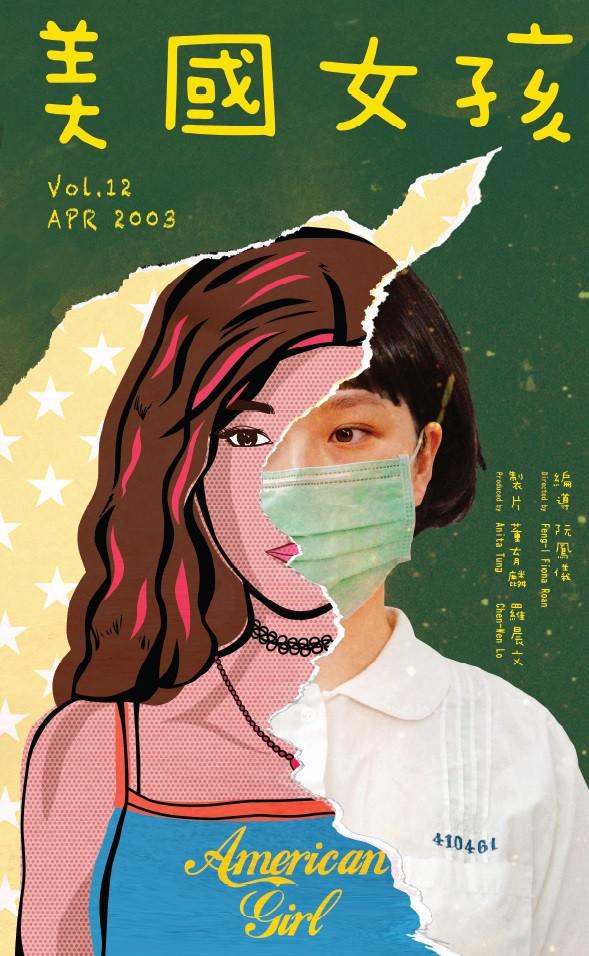 美國女孩
Vol.12
APR 2003
編導 阮鳳儀
Directed by Feng-I Fiona Roan
製片 董有麟 羅晨文
Produced by Anita Tung Chen-Wen Lo
410461
American
Girl